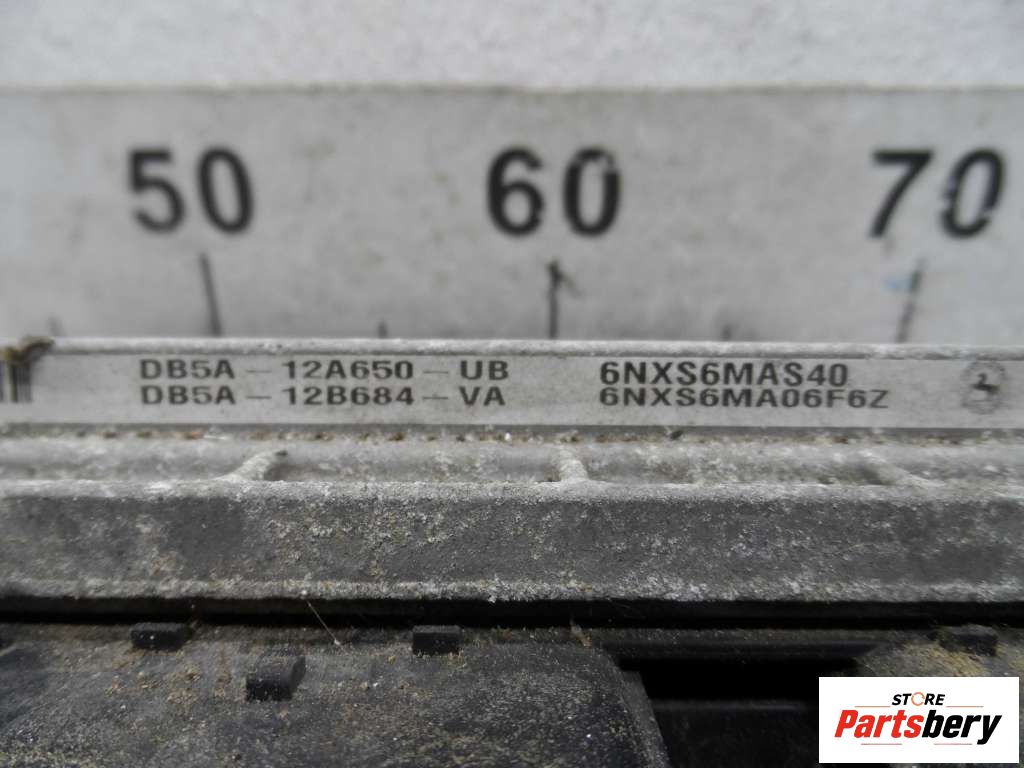 50 60 70
DB5A-12A650-UB 6NXS6MAS40
DB5A-12B684-VA 6NXS6MA06F6Z
STORE
Partsbery